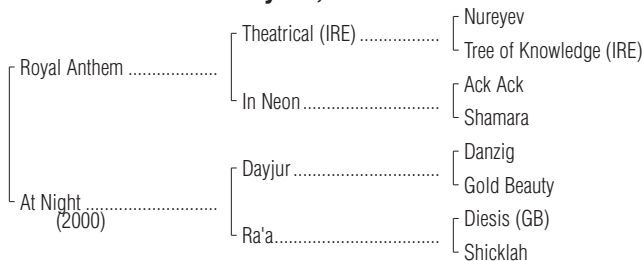 Nureyev
Theatrical (IRE) ..................
Tree of Knowledge (IRE)
Royal Anthem ....................
Ack Ack
In Neon ...............................
Shamara
Danzig
Dayjur .................................
Gold Beauty
At Night .......................
(2000)
Diesis (GB)
Ra'a.....................................
Shicklah